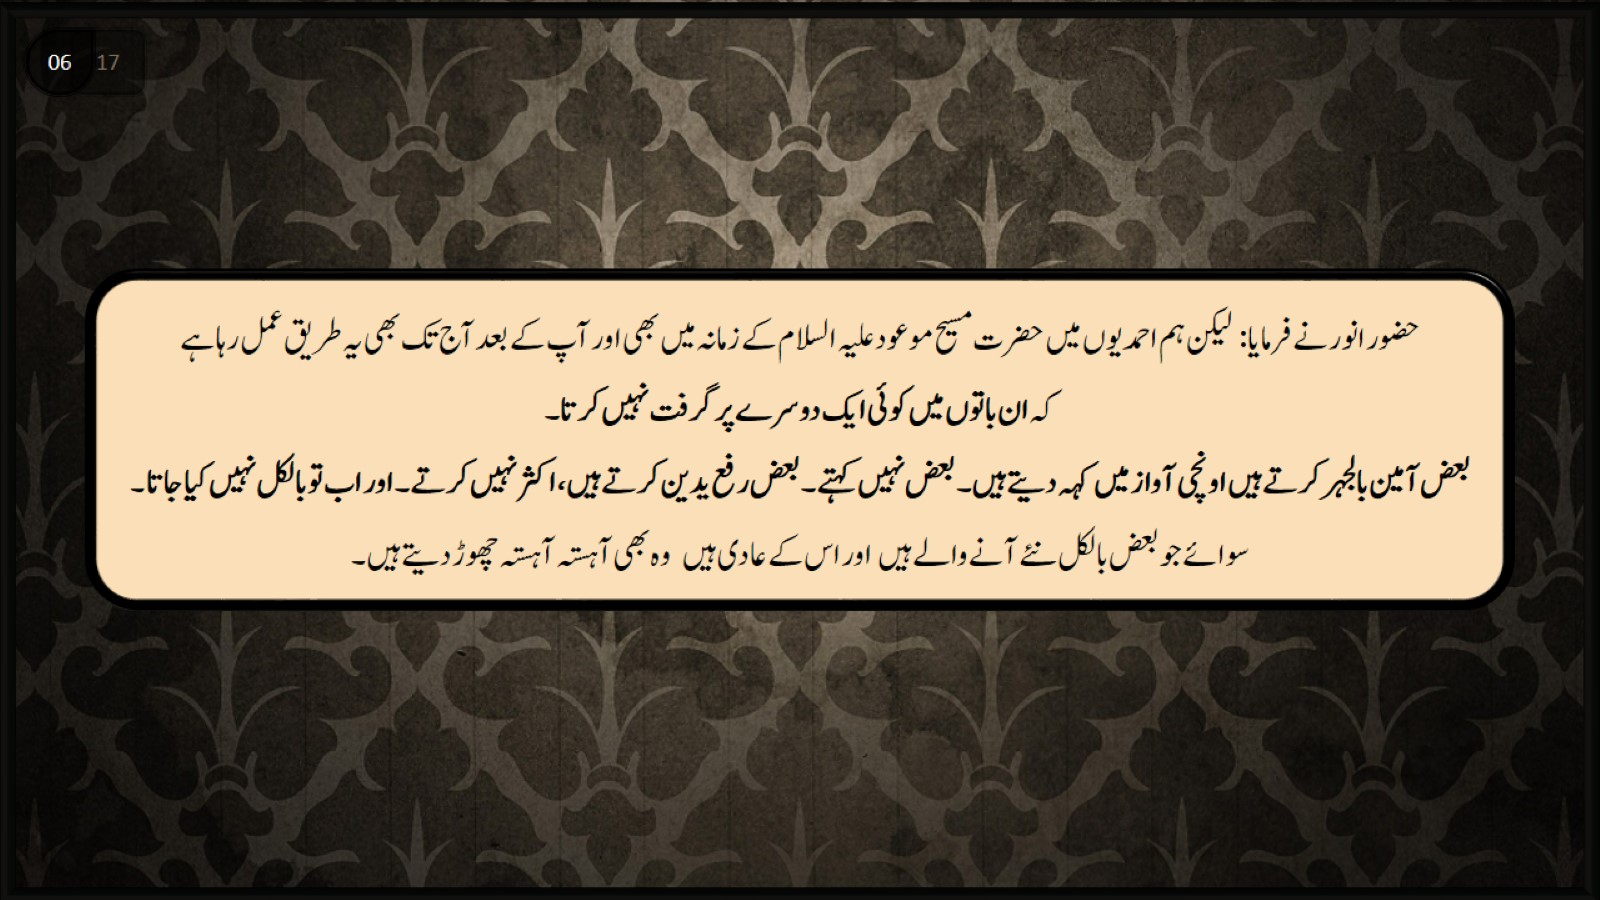 06 17
حضور انور نے فرمایا: لیکن ہم احمدیوں میں حضرت مسیح موعود علیہ السلام کے زمانہ میں بھی اور آپ کے بعد آج تک بھی یہ طریق عمل رہا ہے
کہ ان باتوں میں کوئی ایک دوسرے پر گرفت نہیں کرتا۔
بعض آمین بالجہر کرتے ہیں اونچی آواز میں کہہ دیتے ہیں۔ بعض نہیں کہتے۔ بعض رفع یدین کرتے ہیں، اکثر نہیں کرتے۔ اور اب تو بالکل نہیں کیا جاتا۔
سوائے جو بعض بالکل نئے آنے والے ہیں اور اس کے عادی ہیں وہ بھی آہستہ آہستہ چھوڑ دیتے ہیں۔